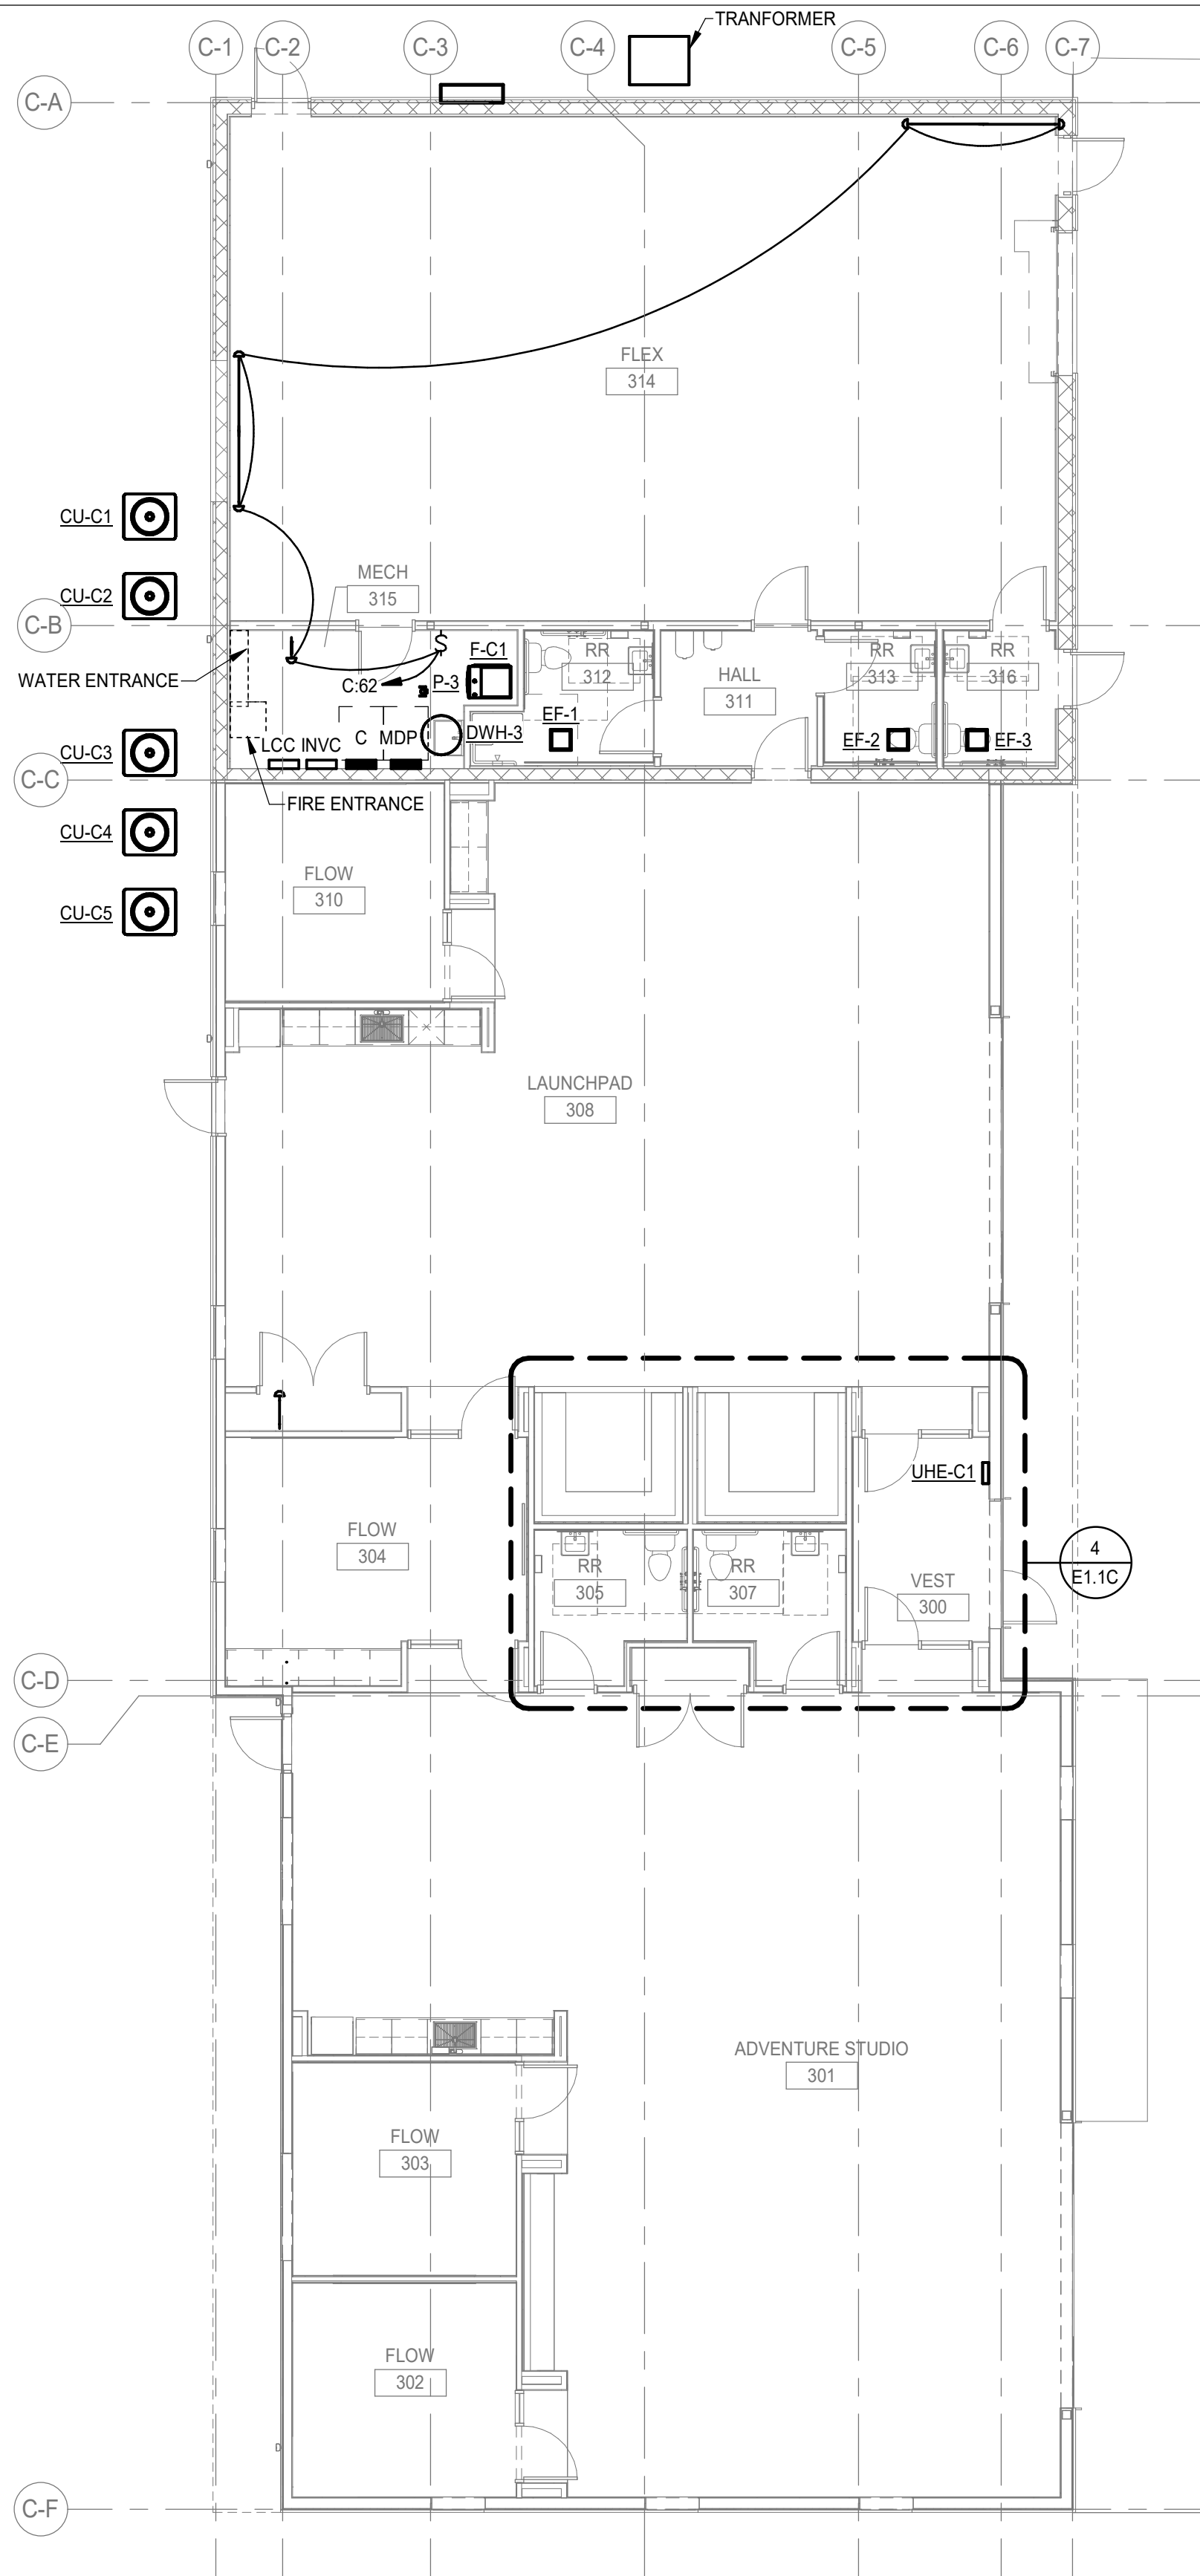 TRANFORMER
C-1
C-2
C-3
C-4
C-5
C-6
C-7
C-A
FLEX
314
CU-C1
MECH
315
CU-C2
C-B
S
F-C1
RR
312
HALL
311
RR
313
RR
316
WATER ENTRANCE
C:62
P-3
EF-1
LCC INVC
C
MDP
DWH-3
EF-2
EF-3
CU-C3
C-C
FIRE ENTRANCE
CU-C4
FLOW
310
CU-C5
LAUNCHPAD
308
UHE-C1
FLOW
304
RR
305
RR
307
VEST
300
4
E1.1C
C-D
C-E
ADVENTURE STUDIO
301
FLOW
303
FLOW
302
C-F